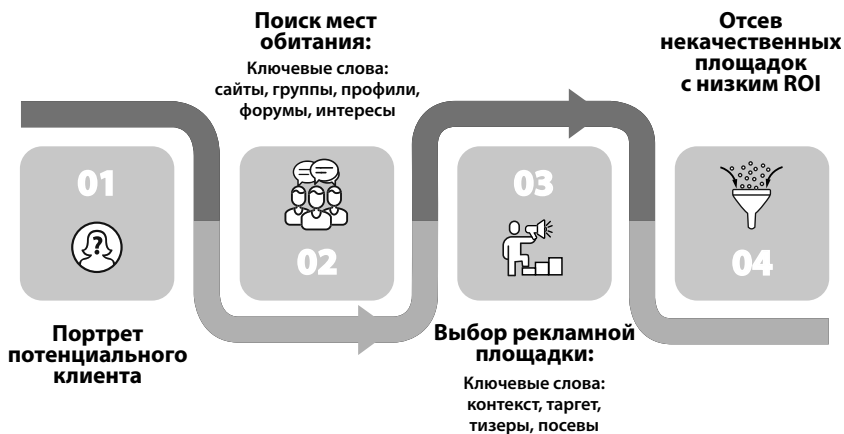 01
Портрет
потенциального
клиента
Поиск мест
обитания:
Ключевые слова:
сайты, группы, профили,
форумы, интересы
02
03
Выбор рекламной
площадки:
Ключевые слова:
контекст, таргет,
тизеры, посевы
Отсев
некачественных
площадок
с низким ROI
04